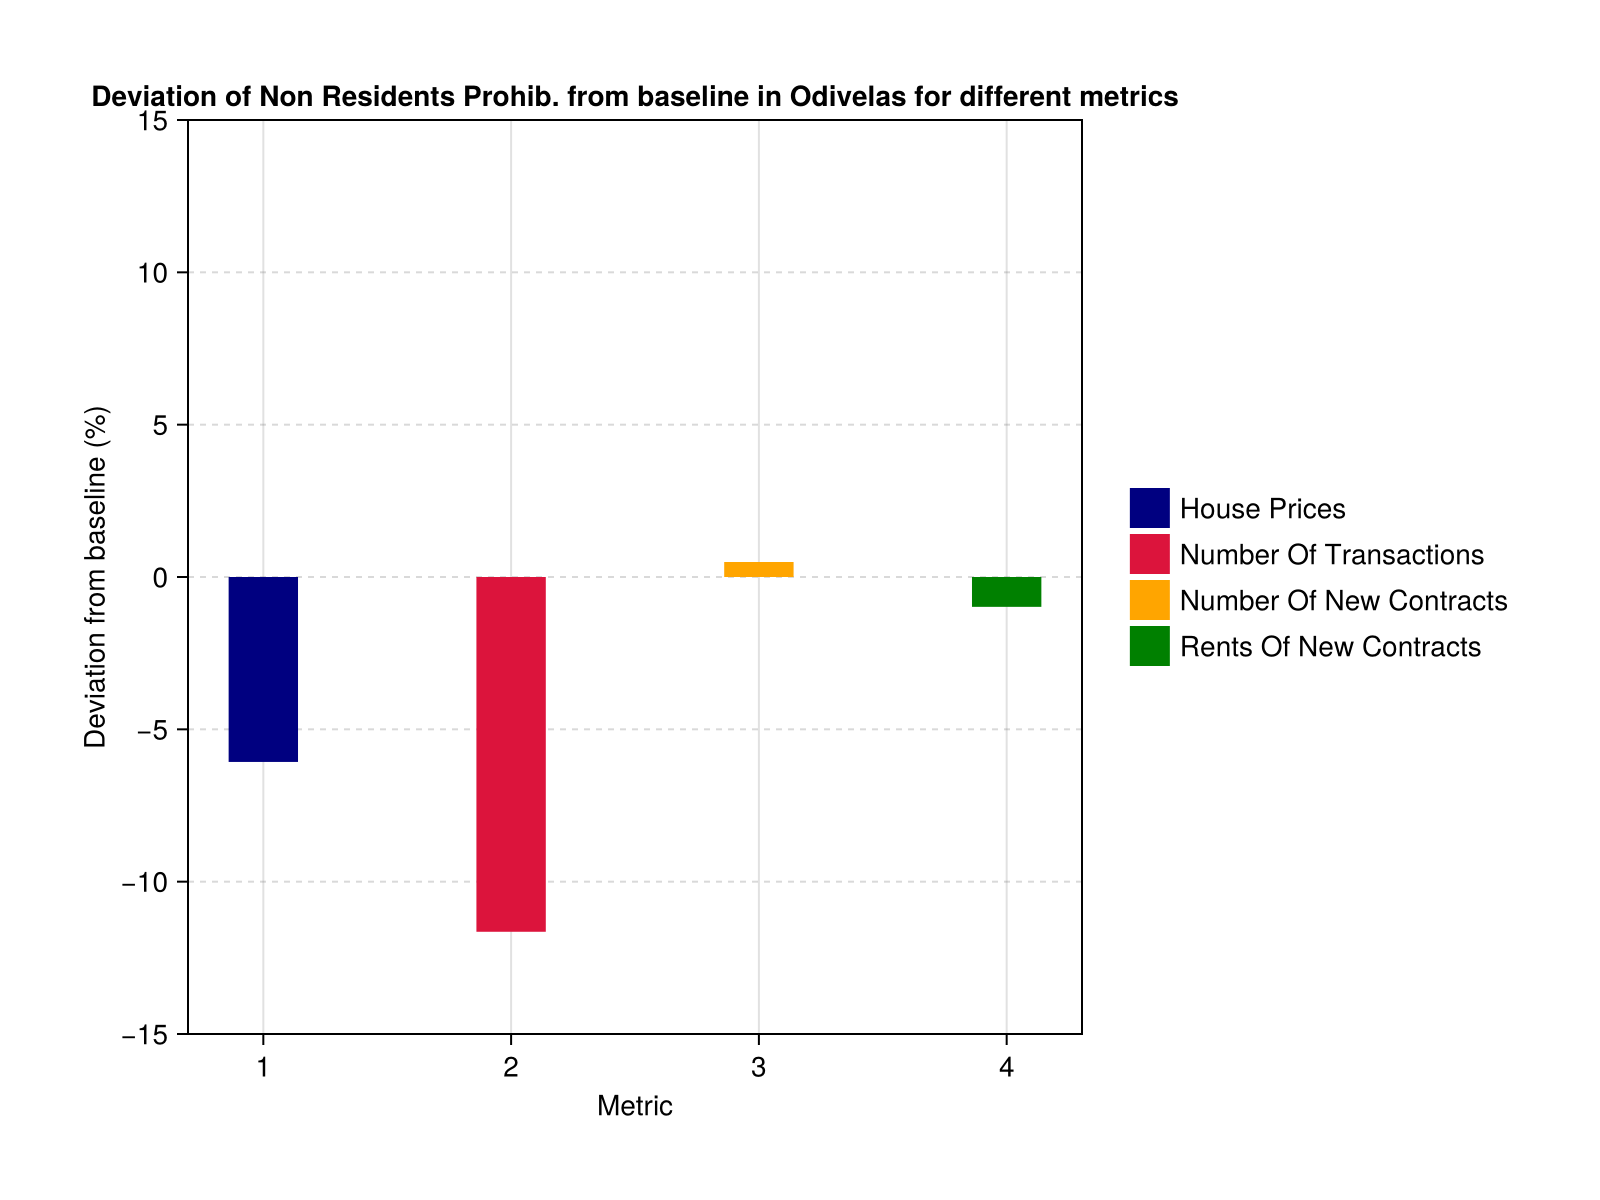 Deviation of Non Residents Prohib. from baseline in Odivelas for different metrics
15
10
5
0
−5
−10
−15
Deviation from baseline (%)
1 2 3 4
Metric
House Prices
Number Of Transactions
Number Of New Contracts
Rents Of New Contracts